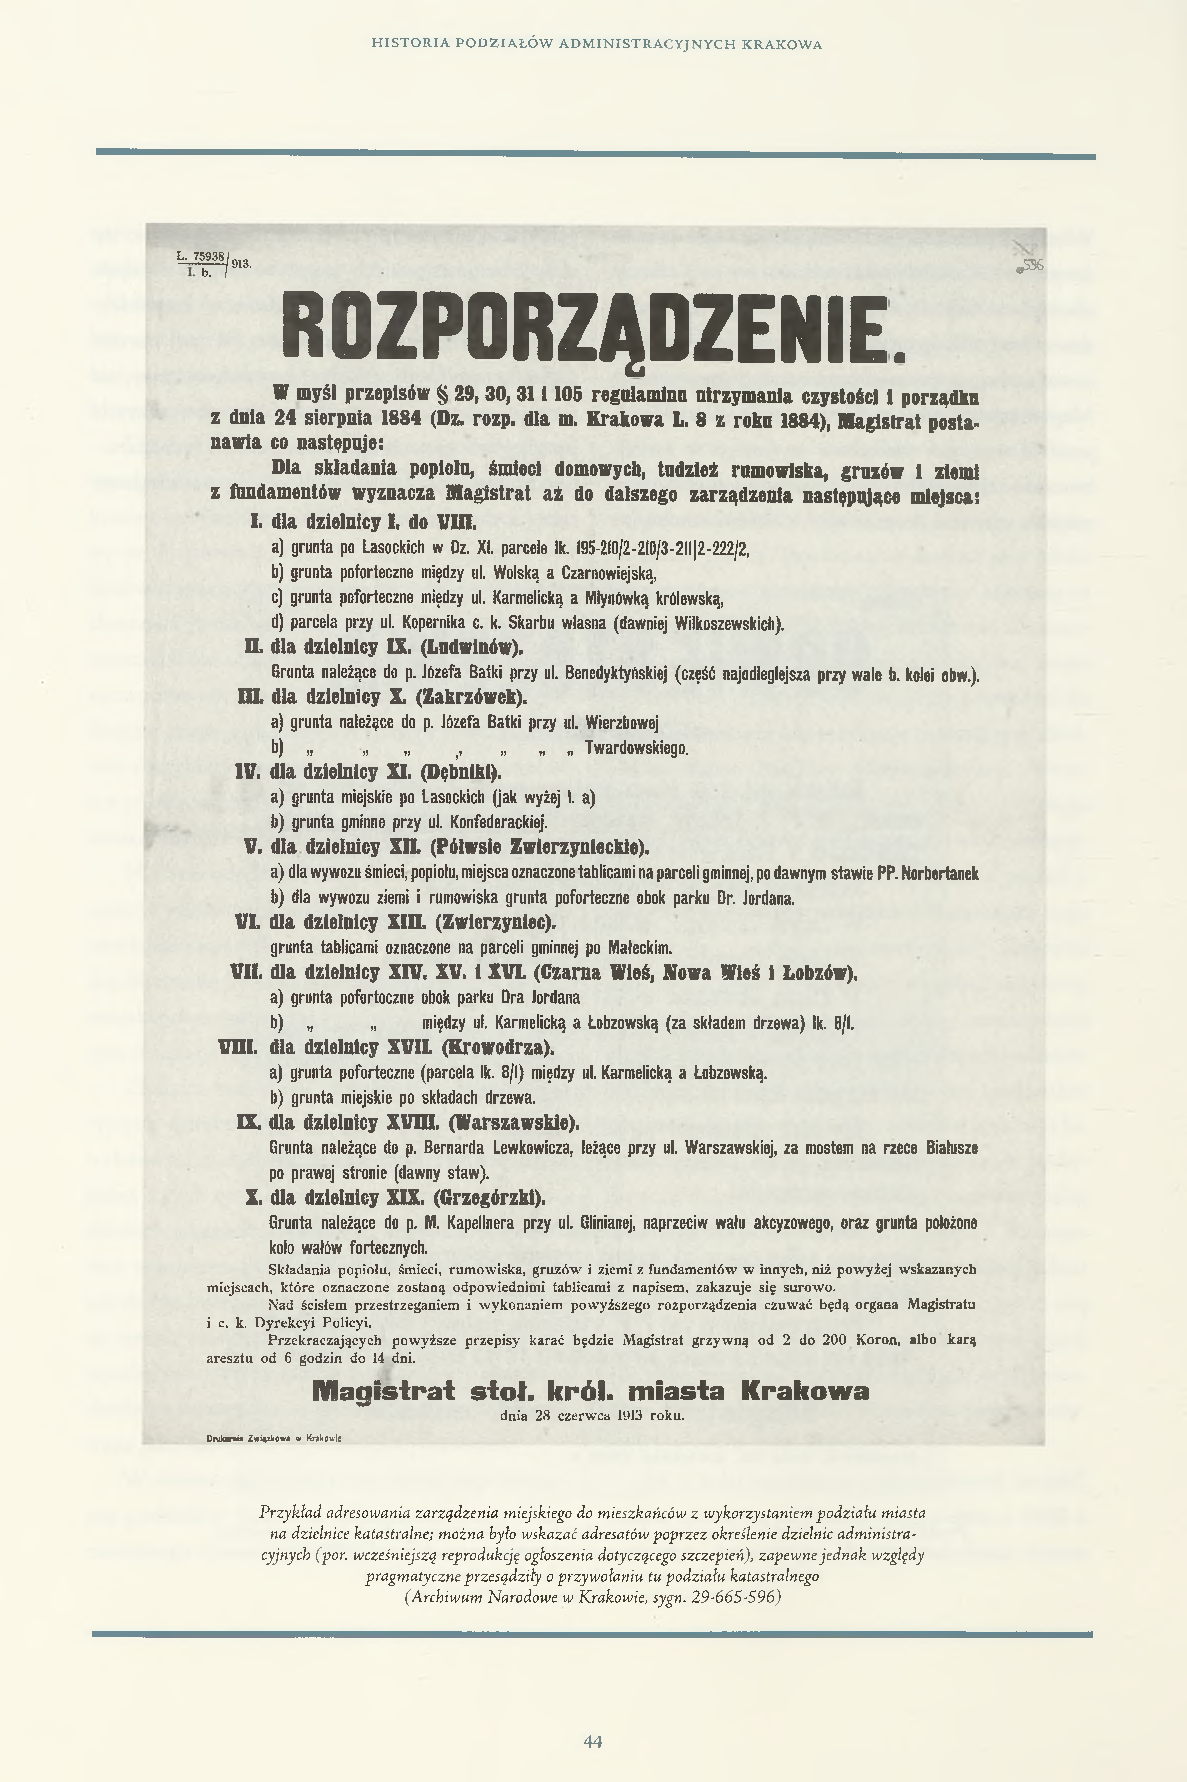 HISTORIA PODZIAŁÓW ADMINISTRACYJNYCH KRAKOWA
Ł. 75938/913.
I. b.
ROZPORZĄDZENIE.
W myśl przepisów § 29, 30, 31 i 105 regulaminu utrzymania czystości i porządku
z dnia 24 sierpnia 1884 (Dz. rozp. dla m. Krakowa L. 8 z roku 1884), Magistrat posta-
nawia co następuje:
Dla składania popiołu, śmieci domowych, tudzież rumowiska, gruzów i ziemi
z fundamentów wyznacza Magistrat aż do dalszego zarządzenia następujące miejsca:
I. dla dzielnicy I. do VIII.
a) grunta po Lasockich w Dz. XI. parcele lk. 195-210/2-210/3-211|2-222/2,
b) grunta poforteczne między ul. Wolską a Czarnowiejską,
c) grunta poforteczne między ul. Karmelicką a Młynówką królewską,
d) parcela przy ul. Kopernika c. k. Skarbu własna (dawniej Wilkoszewskich).
II. dla dzielnicy IX. (Ludwinów).
Grunta należące do p. Józefa Batki przy ul. Benedyktyńskiej (część najodleglejsza przy wale b. kolei obw.).
III. dla dzielnicy X. (Zakrzówek).
a) grunta należące do p. Józefa Batki przy ul. Wierzbowej
b) „ „ „ „ „ „ „ Twardowskiego.
IV. dla dzielnicy XI. (Dębniki).
a) grunta miejskie po Lasockich (jak wyżej I. a)
b) grunta gminne przy ul. Konfederackiej.
V. dla dzielnicy XII. (Półwsie Zwierzynieckie).
a) dla wywozu śmieci, popiołu, miejsca oznaczone tablicami na parceli gminnej, po dawnym stawie PP. Norbertanek
b) dla wywozu ziemi i rumowiska grunta poforteczne obok parku Dr. Jordana.
VI. dla dzielnicy XIII. (Zwierzyniec).
grunta tablicami oznaczone na parceli gminnej po Małeckim.
VII. dla dzielnicy XIV. XV. i XVI. (Czarna Wieś, Nowa Wieś i Łobzów).
a) grunta poforteczne obok parku Dra Jordana
b) „ „ między ul. Karmelicką a Łobzowską (za składem drzewa) lk. 8/1.
VIII. dla dzielnicy XVII. (Krowodrza).
a) grunta poforteczne (parcela lk. 8/1) między ul. Karmelicką a Łobzowską.
b) grunta miejskie po składach drzewa.
IX. dla dzielnicy XVIII. (Warszawskie).
Grunta należące do p. Bernarda Lewkowicza, leżące przy ul. Warszawskiej, za mostem na rzece Białusze
po prawej stronie (dawny staw).
X. dla dzielnicy XIX. (Grzegórzki).
Grunta należące do p. M. Kapellnera przy ul. Glinianej, naprzeciw wału akcyzowego, oraz grunta położone
koło wałów fortecznych.
Składania popiołu, śmieci, rumowiska, gruzów i ziemi z fundamentów w innych, niż powyżej wskazanych
miejscach, które oznaczone zostaną odpowiednimi tablicami z napisem, zakazuje się surowo.
Nad ścisłem przestrzeganiem i wykonaniem powyższego rozporządzenia czuwać będą organa Magistratu
i c. k. Dyrekcyi Policyi.
Przekraczających powyższe przepisy karać będzie Magistrat grzywną od 2 do 200 Koron, albo karą
aresztu od 6 godzin do 14 dni.
Magistrat stoł. król. miasta Krakowa
dnia 28 czerwca 1913 roku.
Drukarnia Związkowa w Krakowie
Przykład adresowania zarządzenia miejskiego do mieszkańców z wykorzystaniem podziału miasta
na dzielnice katastralne; można było wskazać adresatów poprzez określenie dzielnic administra-
cyjnych (por. wcześniejszą reprodukcję ogłoszenia dotyczącego szczepień), zapewne jednak względy
pragmatyczne przesądziły o przywołaniu tu podziału katastralnego
(Archiwum Narodowe w Krakowie, sygn. 29-665-596)
44